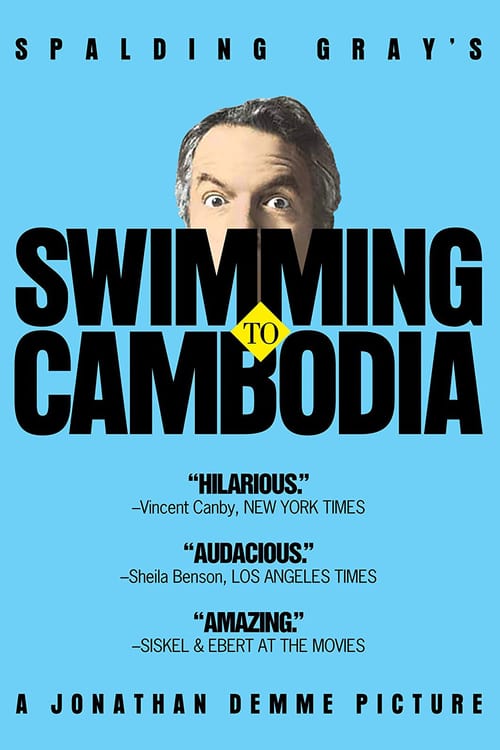 SPALDING GRAY'S
SWIMMING
TO
CAMBODIA
“HILARIOUS.”
–Vincent Canby, NEW YORK TIMES
“AUDACIOUS.”
–Sheila Benson, LOS ANGELES TIMES
“AMAZING.”
–SISKEL & EBERT AT THE MOVIES
A JONATHAN DEMME PICTURE